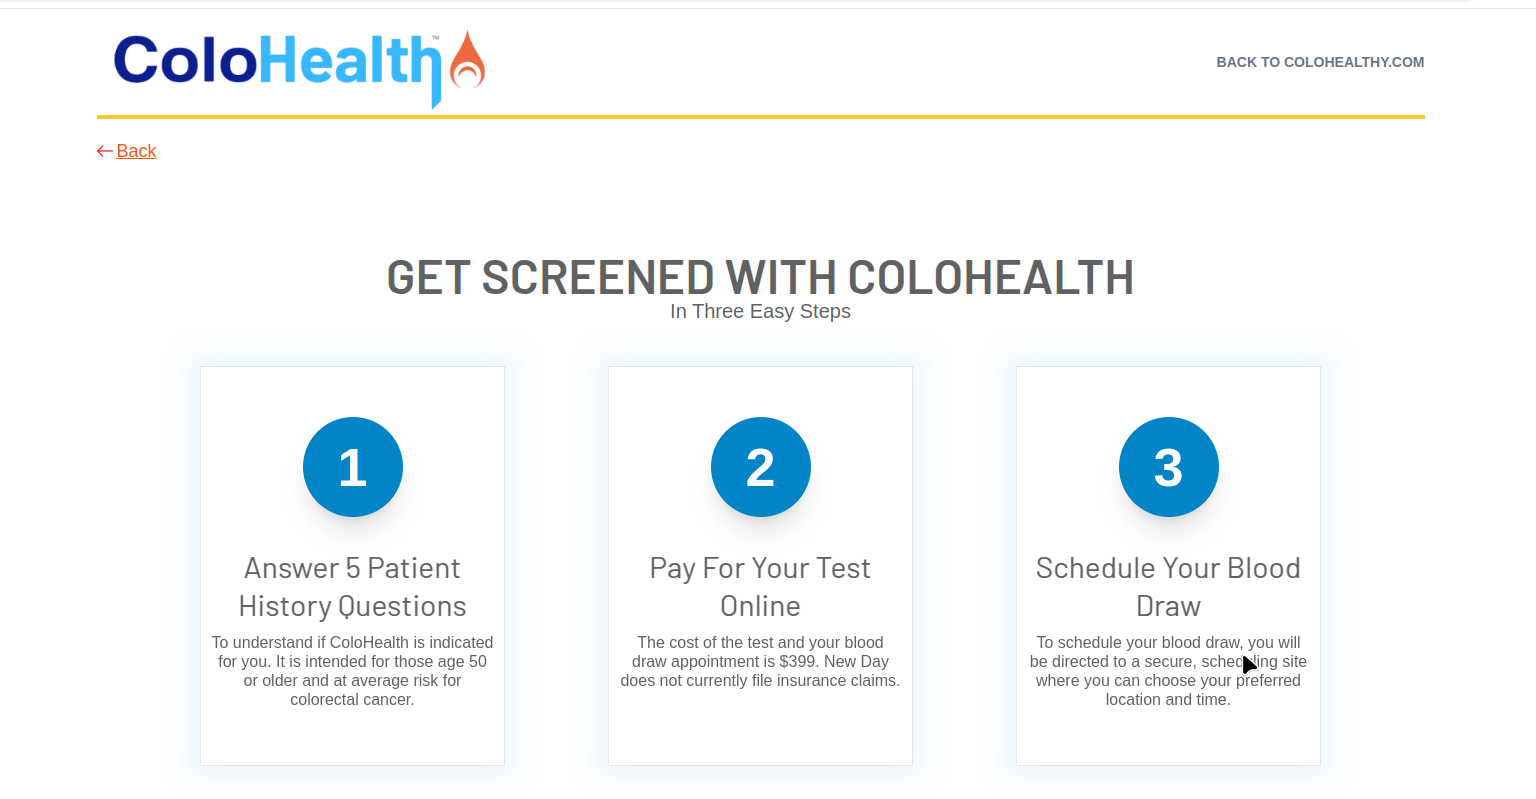 ColoHealth™
BACK TO COLOHEALTHY.COM
Back
GET SCREENED WITH COLOHEALTH
In Three Easy Steps
1
Answer 5 Patient
History Questions
To understand if ColoHealth is indicated
for you. It is intended for those age 50
or older and at average risk for
colorectal cancer.
2
Pay For Your Test
Online
The cost of the test and your blood
draw appointment is $399. New Day
does not currently file insurance claims.
3
Schedule Your Blood
Draw
To schedule your blood draw, you will
be directed to a secure, scheduling site
where you can choose your preferred
location and time.